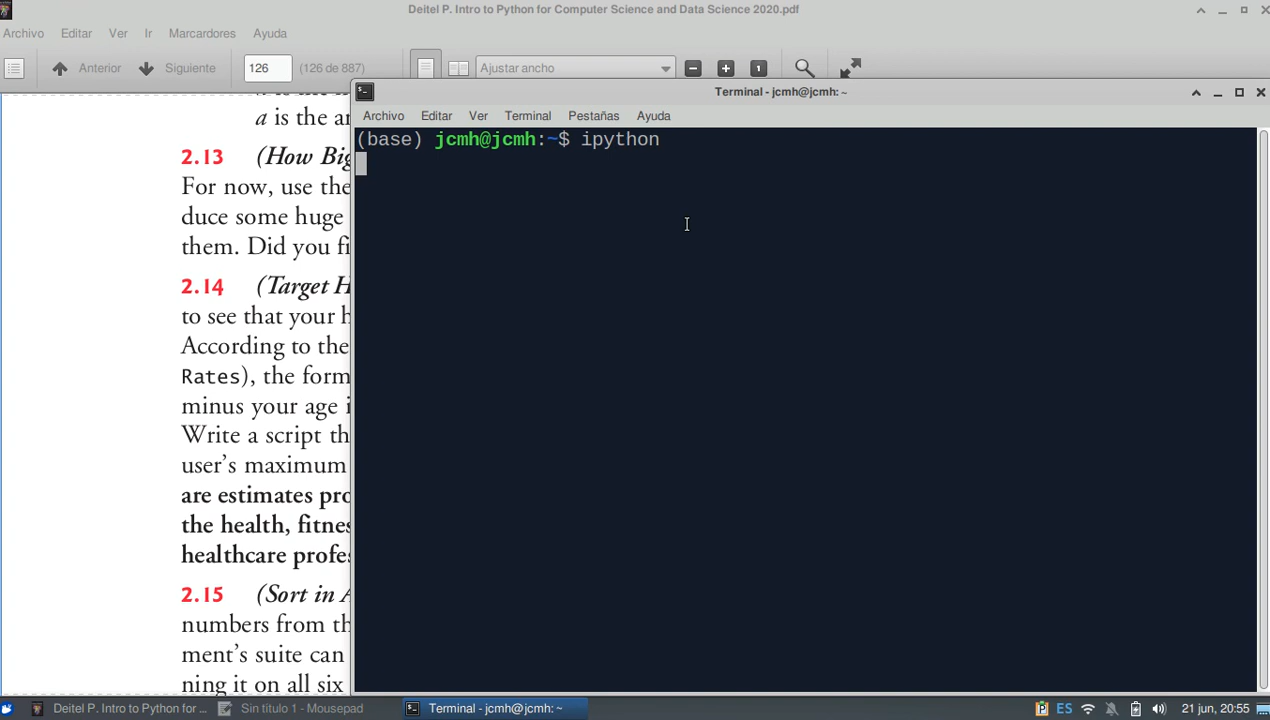 Deitel P. Intro to Python for Computer Science and Data Science 2020.pdf
Archivo Editar Ver Ir Marcadores Ayuda
Anterior Siguiente 126 (126 de 887) Ajustar ancho
Terminal - jcmh@jcmh: ~
Archivo Editar Ver Terminal Pestañas Ayuda
(base) jcmh@jcmh:~$ ipython
a is the
2.13 (How Big
For now, use the
duce some huge
them. Did you
2.14 (Target
to see that your
According to the
Rates), the form
minus your age
Write a script
user's maximum
are estimates
the health, fitnes
healthcare profes
2.15 (Sort in
numbers from
ment's suite can
ning it on all six
Deitel P. Intro to Python for ... Sin título 1 - Mousepad Terminal - jcmh@jcmh: ~ ES 21 jun, 20:55